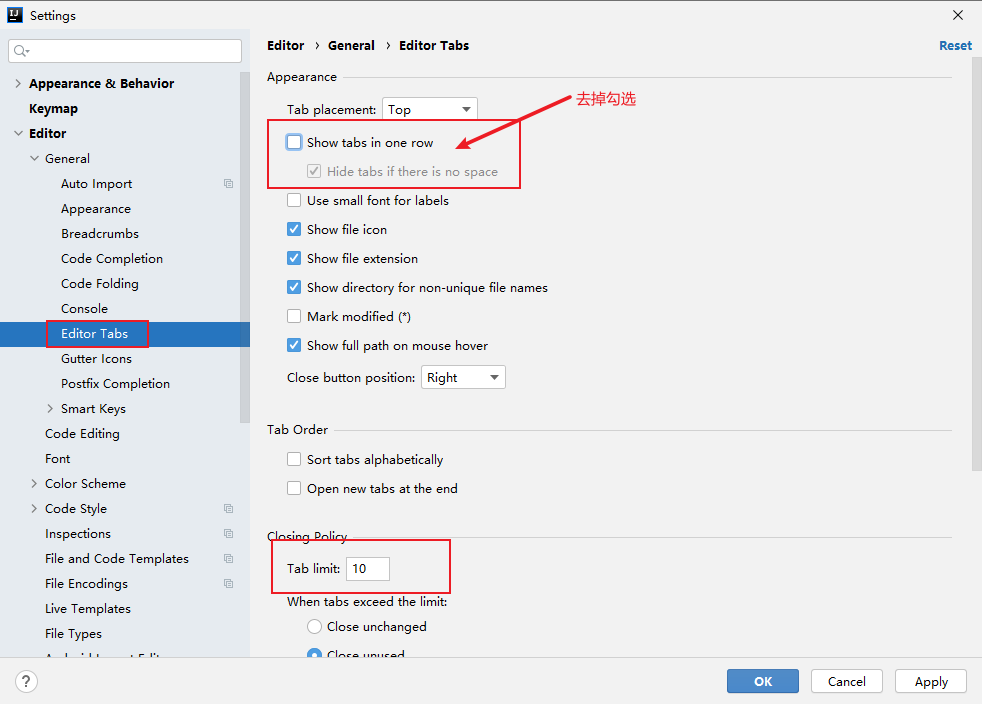 Settings
Editor › General › Editor Tabs
Reset
Appearance & Behavior
Keymap
Editor
General
Auto Import
Appearance
Breadcrumbs
Code Completion
Code Folding
Console
Editor Tabs
Gutter Icons
Postfix Completion
Smart Keys
Code Editing
Font
Color Scheme
Code Style
Inspections
File and Code Templates
File Encodings
Live Templates
File Types
Appearance
Tab placement: Top
去掉勾选
Show tabs in one row
Hide tabs if there is no space
Use small font for labels
Show file icon
Show file extension
Show directory for non-unique file names
Mark modified (*)
Show full path on mouse hover
Close button position: Right
Tab Order
Sort tabs alphabetically
Open new tabs at the end
Closing Policy
Tab limit: 10
When tabs exceed the limit:
Close unchanged
Close unused
?
OK
Cancel
Apply